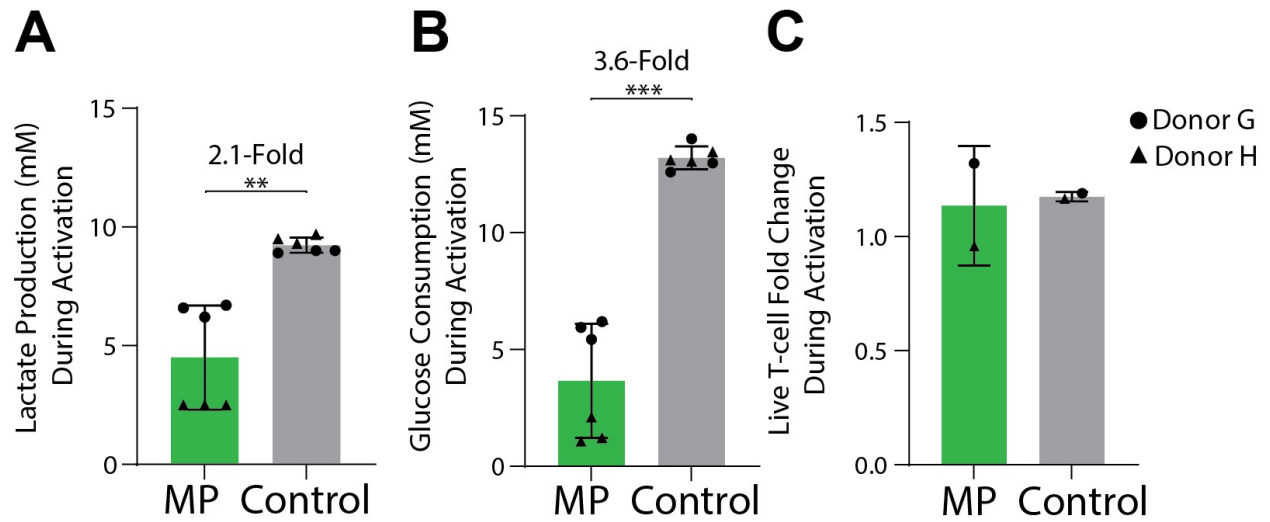 A
Lactate Production (mM)
During Activation
15
10
5
0
2.1-Fold
**
MP Control
B
Glucose Consumption (mM)
During Activation
15
10
5
0
3.6-Fold
***
MP Control
C
Live T-cell Fold Change
During Activation
1.5
1.0
0.5
0.0
MP Control
Donor G
Donor H